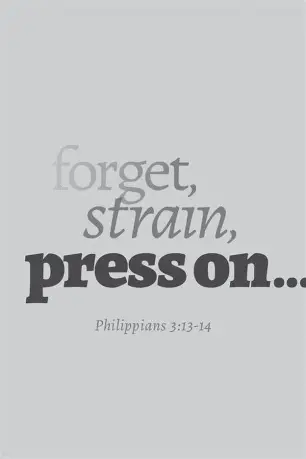 forget,
strain,
press on...
Philippians 3:13-14